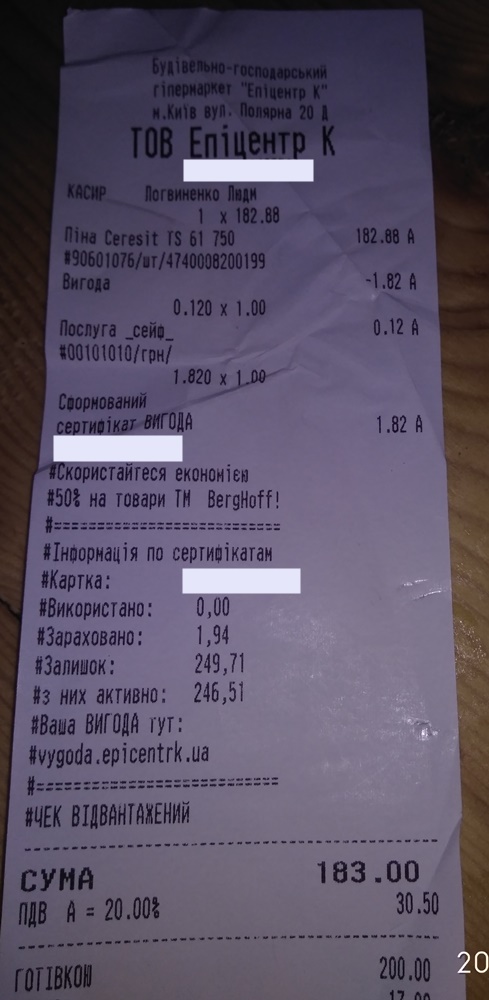 Будівельно-господарський
гіпермаркет "Епіцентр К"
м.Київ вул. Полярна 20 Д
ТОВ Епіцентр К
КАСИР Логвиненко Люди
1 x 182.88
Піна Ceresit TS 61 750 182.88 А
#90601076/шт/4740008200199
Вигода -1.82 А
0.120 x 1.00
Послуга _сейф_ 0.12 А
#00101010/грн/
1.820 x 1.00
Сформований
сертифікат ВИГОДА 1.82 А
#Скористайтеся економією
#50% на товари ТМ BergHoff!
#==========================
#Інформація по сертифікатам
#Картка:
#Використано: 0,00
#Зараховано: 1,94
#Залишок: 249,71
#з них активно: 246,51
#Ваша ВИГОДА тут:
#vygoda.epicentrk.ua
#==========================
#ЧЕК ВІДВАНТАЖЕНИЙ
СУМА 183.00
ПДВ А = 20.00% 30.50
ГОТІВКОЮ 200.00
17.00
20